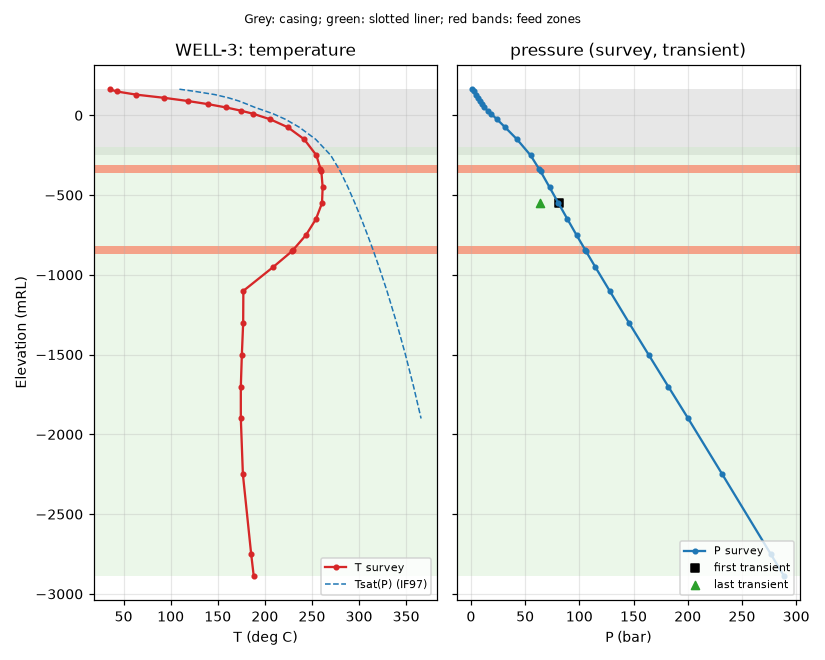 Grey: casing; green: slotted liner; red bands: feed zones
WELL-3: temperature
pressure (survey, transient)
Elevation (mRL)
0
−500
−1000
−1500
−2000
−2500
−3000
50 100 150 200 250 300 350
T (deg C)
T survey
Tsat(P) (IF97)
0 50 100 150 200 250 300
P (bar)
P survey
first transient
last transient